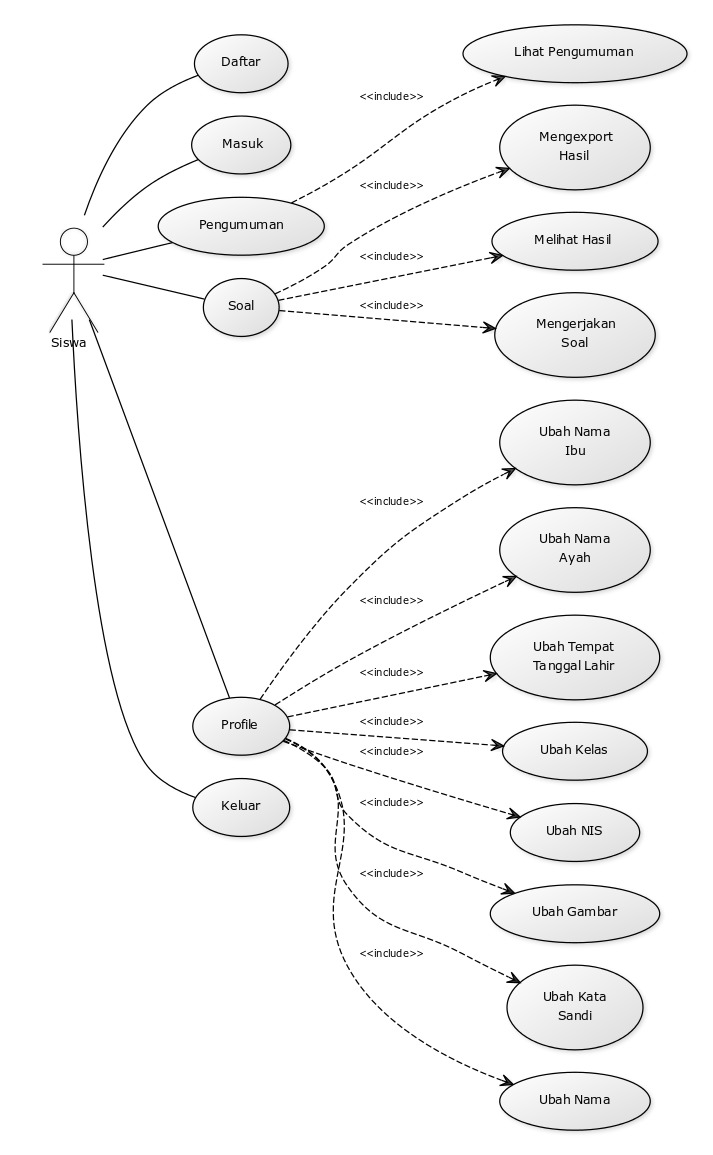 Lihat Pengumuman
Daftar
<<include>>
Mengexport
Hasil
Masuk
<<include>>
Pengumuman
Melihat Hasil
<<include>>
Soal
<<include>>
Mengerjakan
Soal
Siswa
Ubah Nama
Ibu
<<include>>
Ubah Nama
Ayah
<<include>>
Ubah Tempat
Tanggal Lahir
<<include>>
Profile
<<include>>
Ubah Kelas
<<include>>
Keluar
<<include>>
Ubah NIS
<<include>>
Ubah Gambar
<<include>>
Ubah Kata
Sandi
Ubah Nama